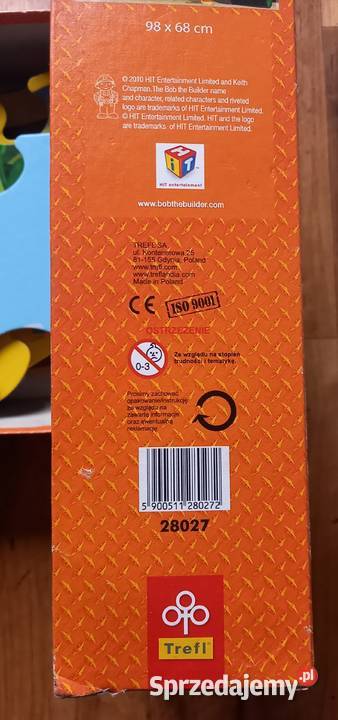 98 x 68 cm
© 2010 HIT Entertainment Limited and Keith
Chapman. The Bob the Builder name
and character, related characters and riveted
logo are trademarks of HIT Entertainment Limited.
© HIT Entertainment Limited. HIT and the logo
are trademarks of HIT Entertainment Limited.
HiT
HIT entertainment
www.bobthebuilder.com
TREFL SA
ul. Kontenerowa 25
81-155 Gdynia, Poland
www.trefl.com
www.treflandia.com
Made in Poland
CE ISO 9001
OSTRZEŻENIE
0-3
Ze względu na stopień
trudności i tematykę.
Prosimy zachować
opakowanie/instrukcję
ze względu na
zawarte informacje
oraz ewentualną
reklamację.
5 900511 280272
28027
Trefl
Sprzedajemy.pl